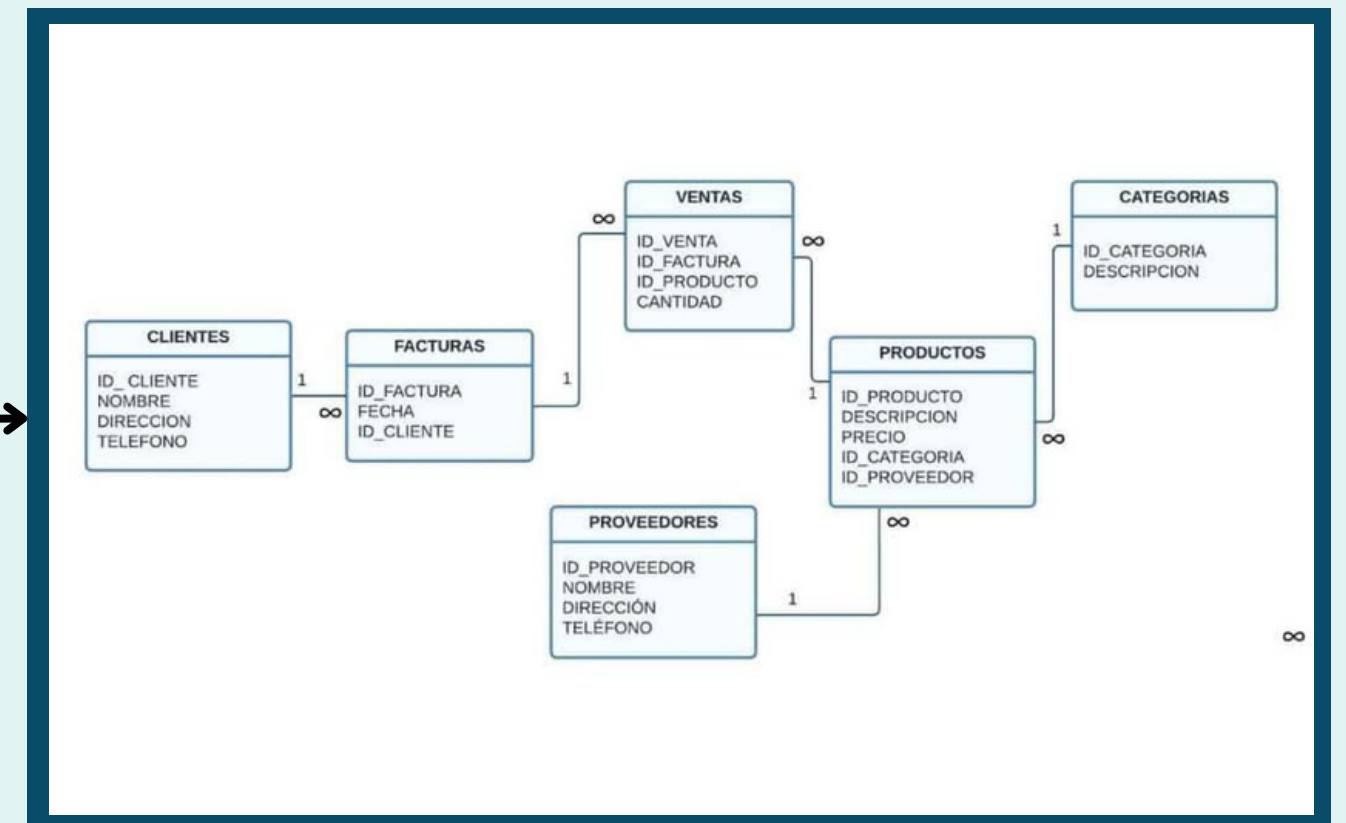 VENTAS
∞
ID_VENTA
ID_FACTURA
ID_PRODUCTO
CANTIDAD
∞
CATEGORIAS
1
ID_CATEGORIA
DESCRIPCION
CLIENTES
ID_ CLIENTE
NOMBRE
DIRECCION
TELEFONO
1
∞
FACTURAS
ID_FACTURA
FECHA
ID_CLIENTE
1
PRODUCTOS
1
ID_PRODUCTO
DESCRIPCION
PRECIO
ID_CATEGORIA
ID_PROVEEDOR
∞
∞
PROVEEDORES
ID_PROVEEDOR
NOMBRE
DIRECCIÓN
TELÉFONO
1
∞